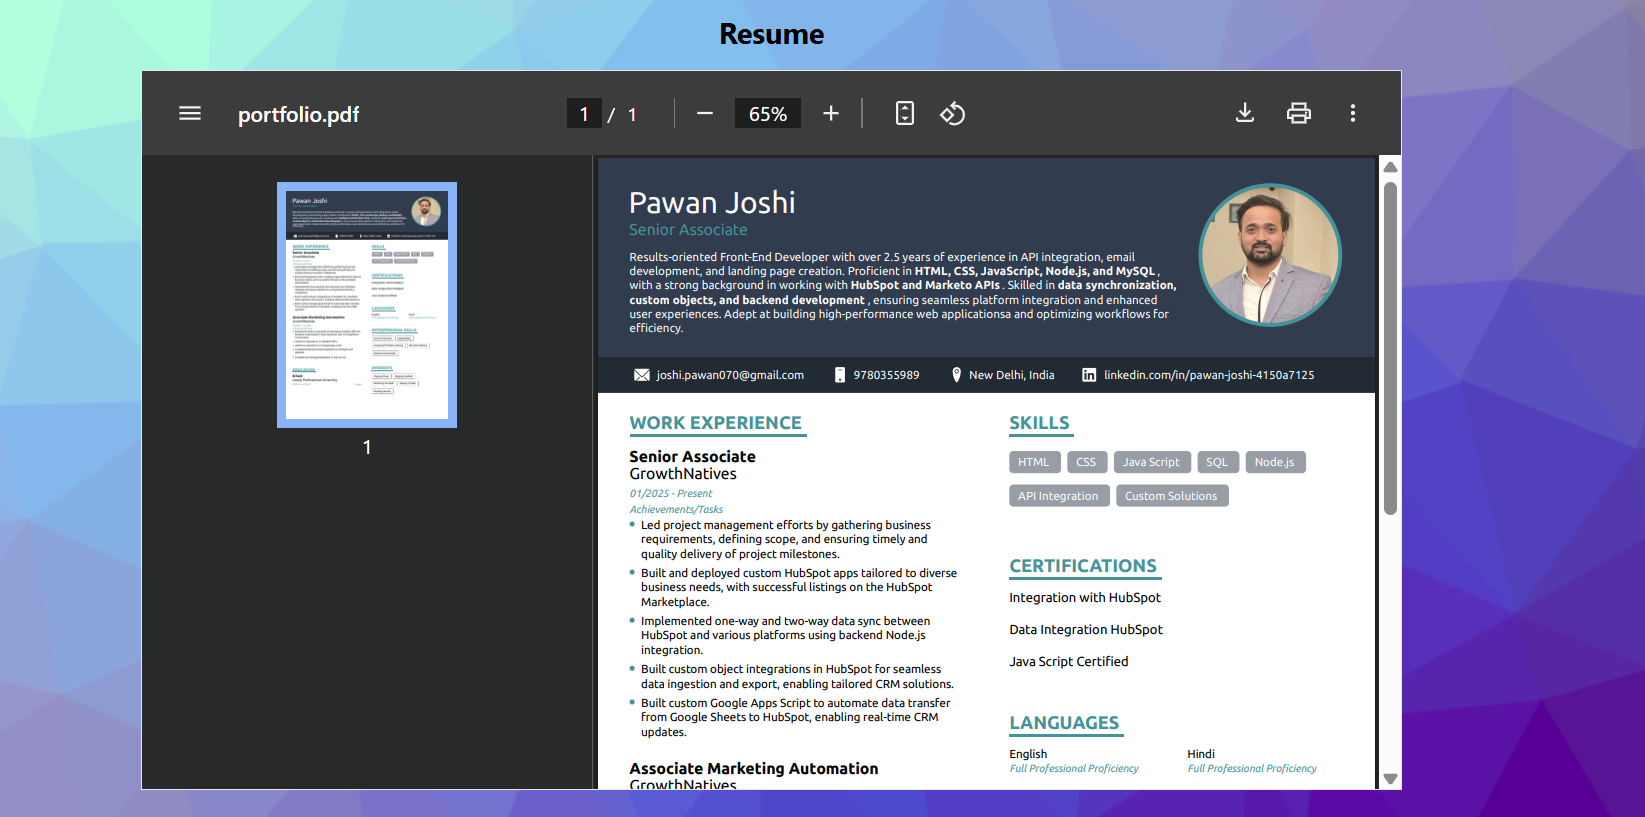 Resume
portfolio.pdf
1 / 1
65%
1
Pawan Joshi
Senior Associate
Results-oriented Front-End Developer with over 2.5 years of experience in API integration, email
development, and landing page creation. Proficient in HTML, CSS, JavaScript, Node.js, and MySQL ,
with a strong background in working with HubSpot and Marketo APIs . Skilled in data synchronization,
custom objects, and backend development , ensuring seamless platform integration and enhanced
user experiences. Adept at building high-performance web applicationsa and optimizing workflows for
efficiency.
joshi.pawan070@gmail.com
9780355989
New Delhi, India
linkedin.com/in/pawan-joshi-4150a7125
WORK EXPERIENCE
Senior Associate
GrowthNatives
01/2025 - Present
Achievements/Tasks
Led project management efforts by gathering business
requirements, defining scope, and ensuring timely and
quality delivery of project milestones.
Built and deployed custom HubSpot apps tailored to diverse
business needs, with successful listings on the HubSpot
Marketplace.
Implemented one-way and two-way data sync between
HubSpot and various platforms using backend Node.js
integration.
Built custom object integrations in HubSpot for seamless
data ingestion and export, enabling tailored CRM solutions.
Built custom Google Apps Script to automate data transfer
from Google Sheets to HubSpot, enabling real-time CRM
updates.
Associate Marketing Automation
GrowthNatives
SKILLS
HTML CSS Java Script SQL Node.js
API Integration Custom Solutions
CERTIFICATIONS
Integration with HubSpot
Data Integration HubSpot
Java Script Certified
LANGUAGES
English
Full Professional Proficiency
Hindi
Full Professional Proficiency